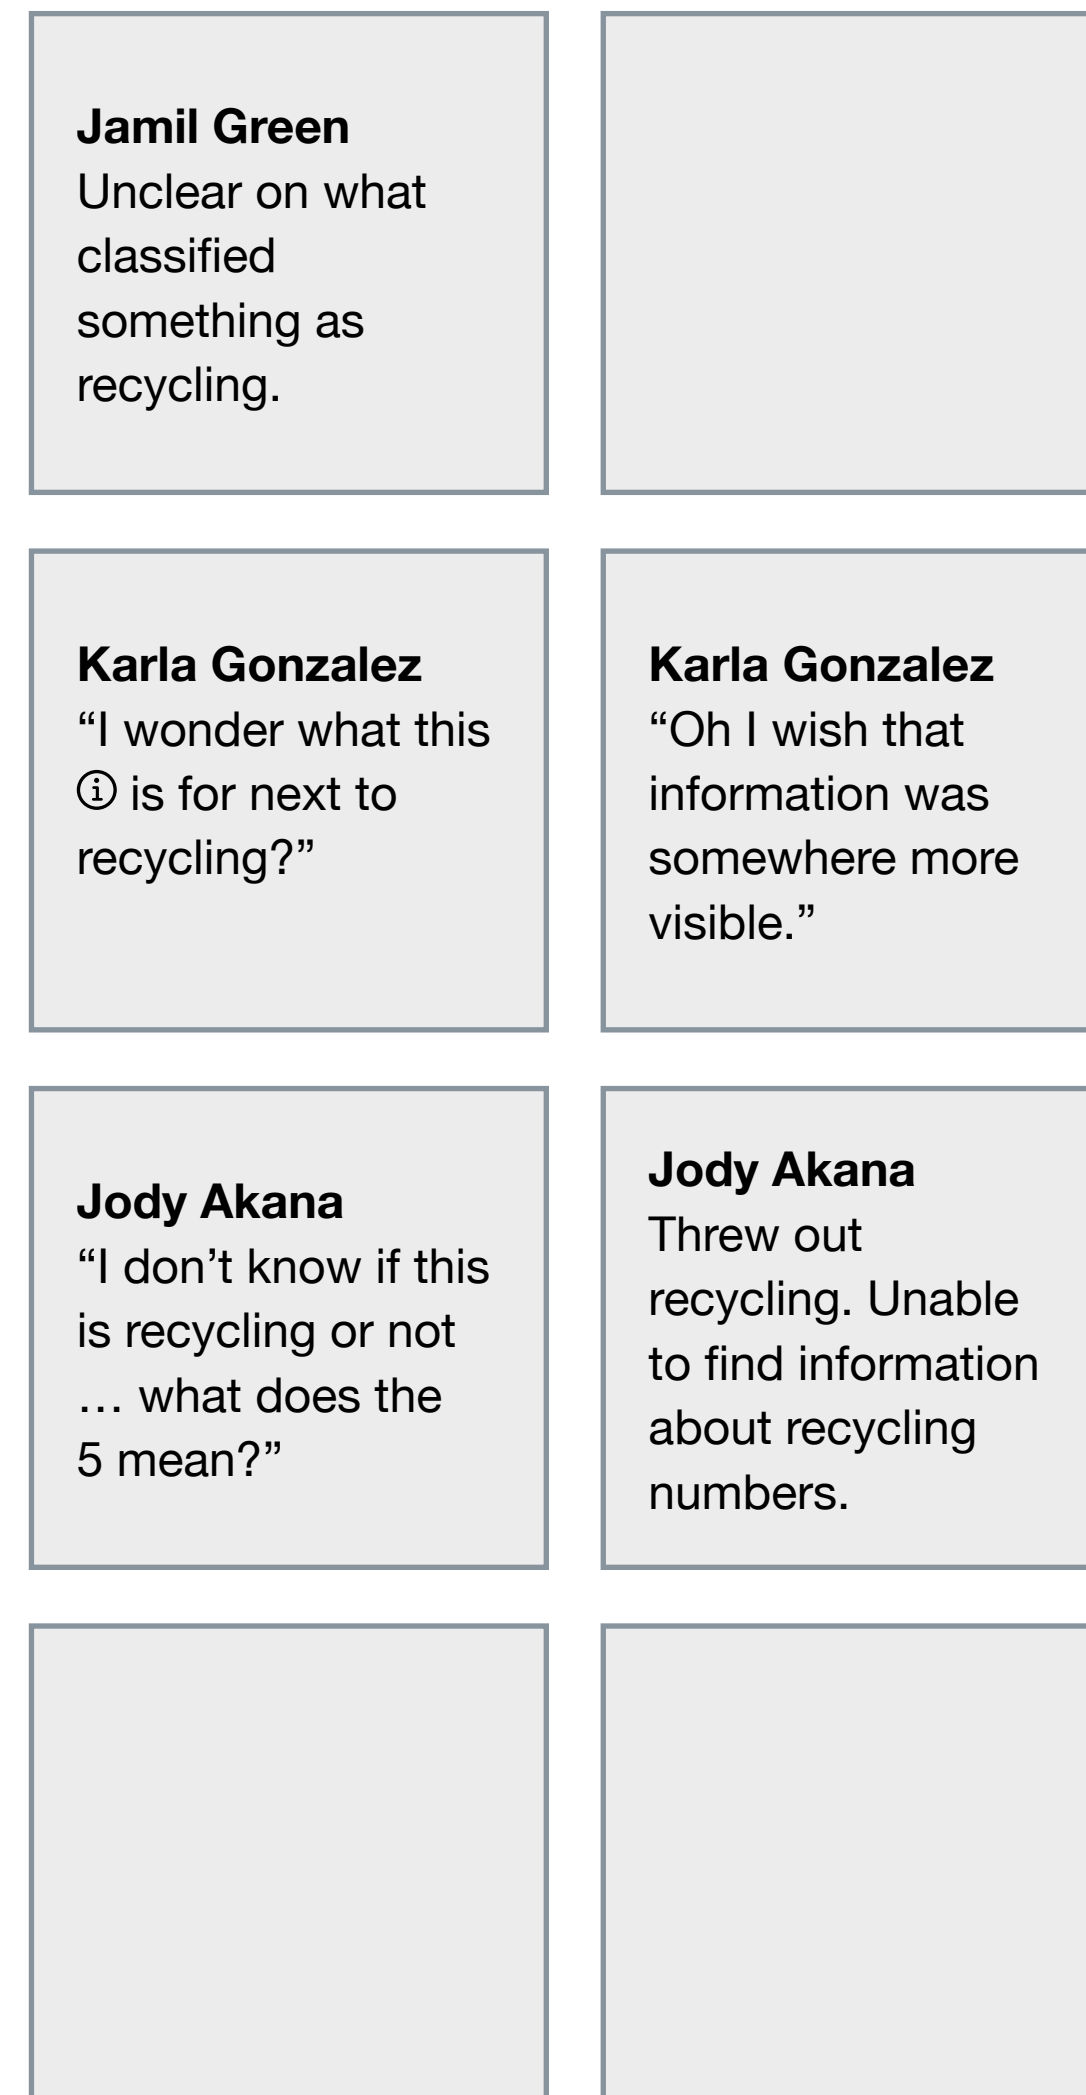 Jamil Green
Unclear on what
classified
something as
recycling.
Karla Gonzalez
“I wonder what this
ⓘ is for next to
recycling?”
Karla Gonzalez
“Oh I wish that
information was
somewhere more
visible.”
Jody Akana
“I don’t know if this
is recycling or not
… what does the
5 mean?”
Jody Akana
Threw out
recycling. Unable
to find information
about recycling
numbers.